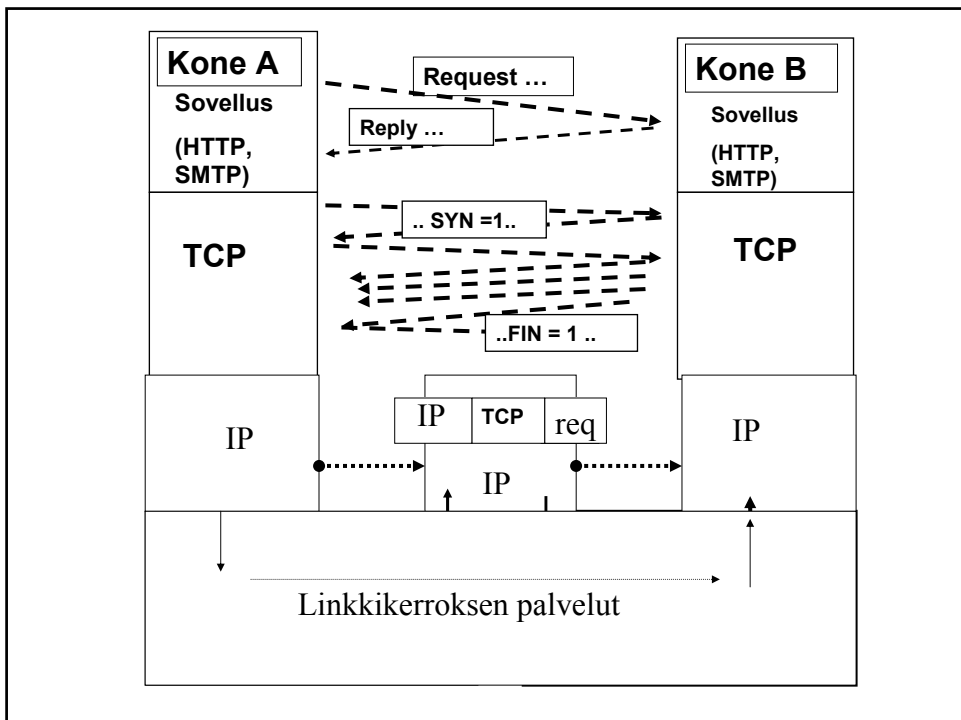 Kone A
Sovellus
(HTTP,
SMTP)
Request …
Reply …
Kone B
Sovellus
(HTTP,
SMTP)
TCP
.. SYN =1..
..FIN = 1 ..
TCP
IP
IP TCP req
IP
IP
Linkkikerroksen palvelut